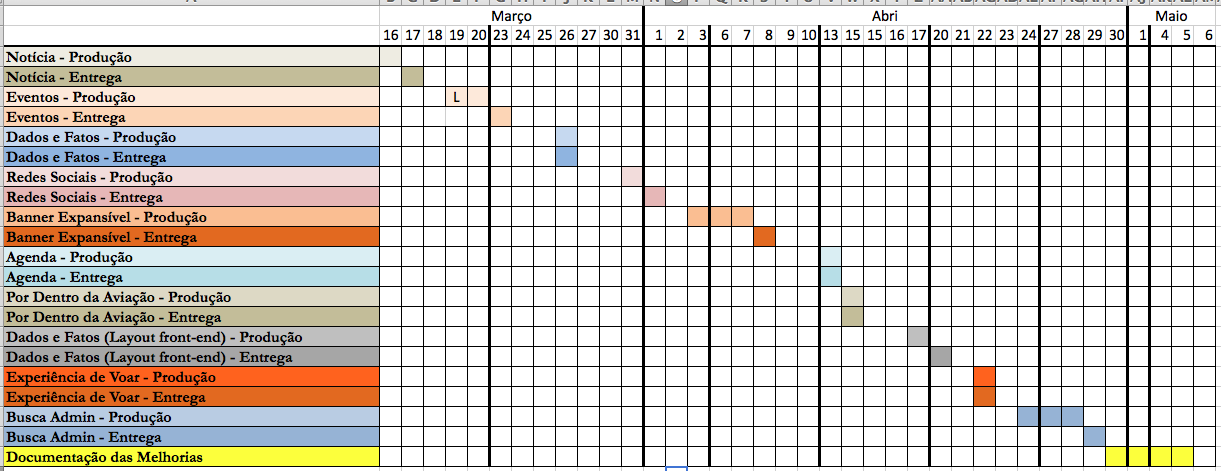 A
Março Abri Maio
16 17 18 19 20 23 24 25 26 27 30 31 1 2 3 6 7 8 9 10 13 14 15 16 17 20 21 22 23 24 27 28 29 30 1 4 5 6
Notícia - Produção
Notícia - Entrega
Eventos - Produção L
Eventos - Entrega
Dados e Fatos - Produção
Dados e Fatos - Entrega
Redes Sociais - Produção
Redes Sociais - Entrega
Banner Expansível - Produção
Banner Expansível - Entrega
Agenda - Produção
Agenda - Entrega
Por Dentro da Aviação - Produção
Por Dentro da Aviação - Entrega
Dados e Fatos (Layout front-end) - Produção
Dados e Fatos (Layout front-end) - Entrega
Experiência de Voar - Produção
Experiência de Voar - Entrega
Busca Admin - Produção
Busca Admin - Entrega
Documentação das Melhorias